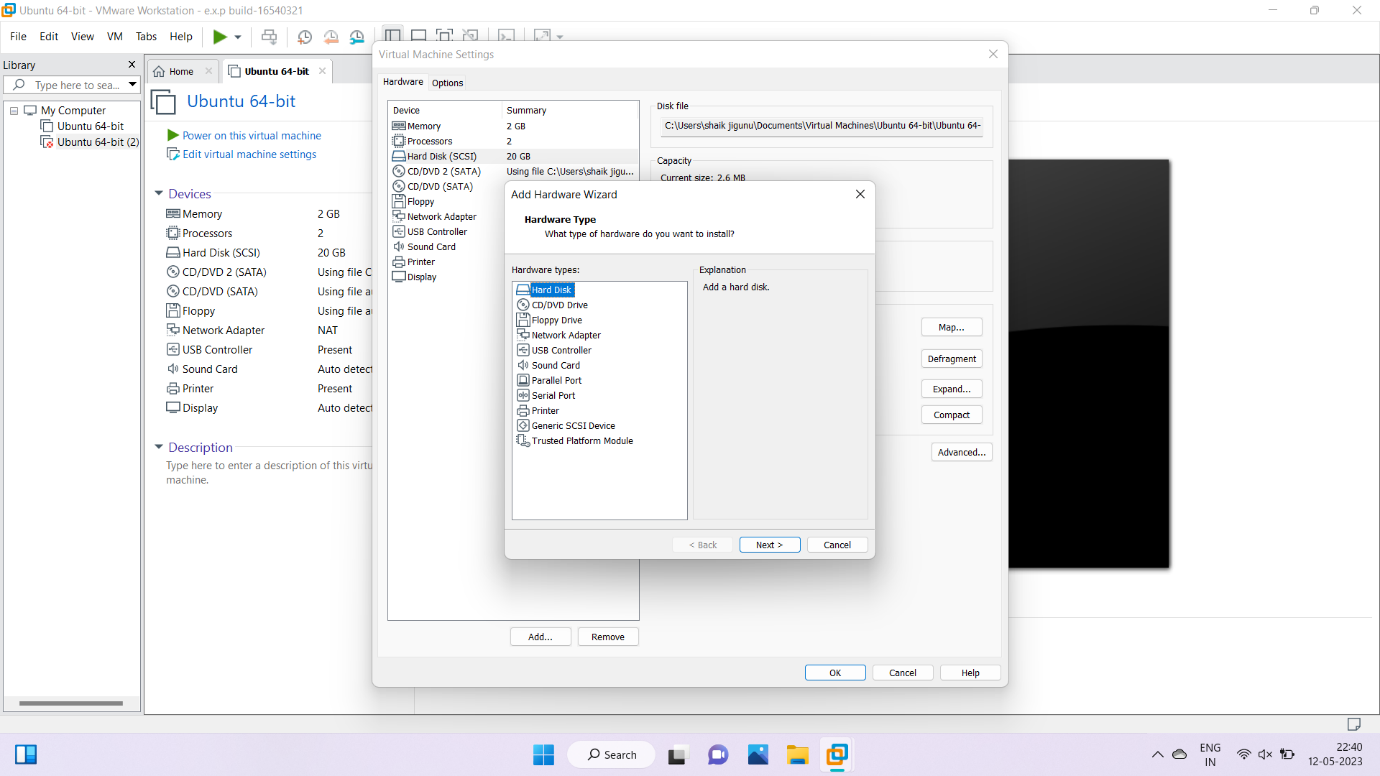 Ubuntu 64-bit - VMware Workstation - e.x.p build-16540321
File Edit View VM Tabs Help
Library
Type here to sea...
My Computer
Ubuntu 64-bit
Ubuntu 64-bit (2)
Home
Ubuntu 64-bit
Ubuntu 64-bit
Power on this virtual machine
Edit virtual machine settings
Devices
Memory 2 GB
Processors 2
Hard Disk (SCSI) 20 GB
CD/DVD 2 (SATA) Using file C
CD/DVD (SATA) Using file a
Floppy Using file a
Network Adapter NAT
USB Controller Present
Sound Card Auto detect
Printer Present
Display Auto detect
Description
Type here to enter a description of this virtu
machine.
Virtual Machine Settings
Hardware Options
Device Summary
Memory 2 GB
Processors 2
Hard Disk (SCSI) 20 GB
CD/DVD 2 (SATA) Using file C:\Users\shaik Jigu...
CD/DVD (SATA)
Floppy
Network Adapter
USB Controller
Sound Card
Printer
Display
Add... Remove
Disk file
C:\Users\shaik jigunu\Documents\Virtual Machines\Ubuntu 64-bit\Ubuntu 64-
Capacity
Current size: 2.6 MB
Map...
Defragment
Expand...
Compact
Advanced...
OK Cancel Help
Add Hardware Wizard
Hardware Type
What type of hardware do you want to install?
Hardware types:
Hard Disk
CD/DVD Drive
Floppy Drive
Network Adapter
USB Controller
Sound Card
Parallel Port
Serial Port
Printer
Generic SCSI Device
Trusted Platform Module
Explanation
Add a hard disk.
< Back Next > Cancel
Search
ENG
IN
22:40
12-05-2023